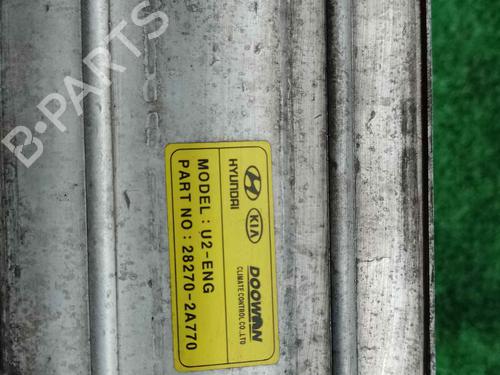 B-PARTS
HYUNDAI
KIA
DOOWON
CLIMATE CONTROL CO.,LTD
MODEL : U2-ENG
PART NO : 28270-2A770